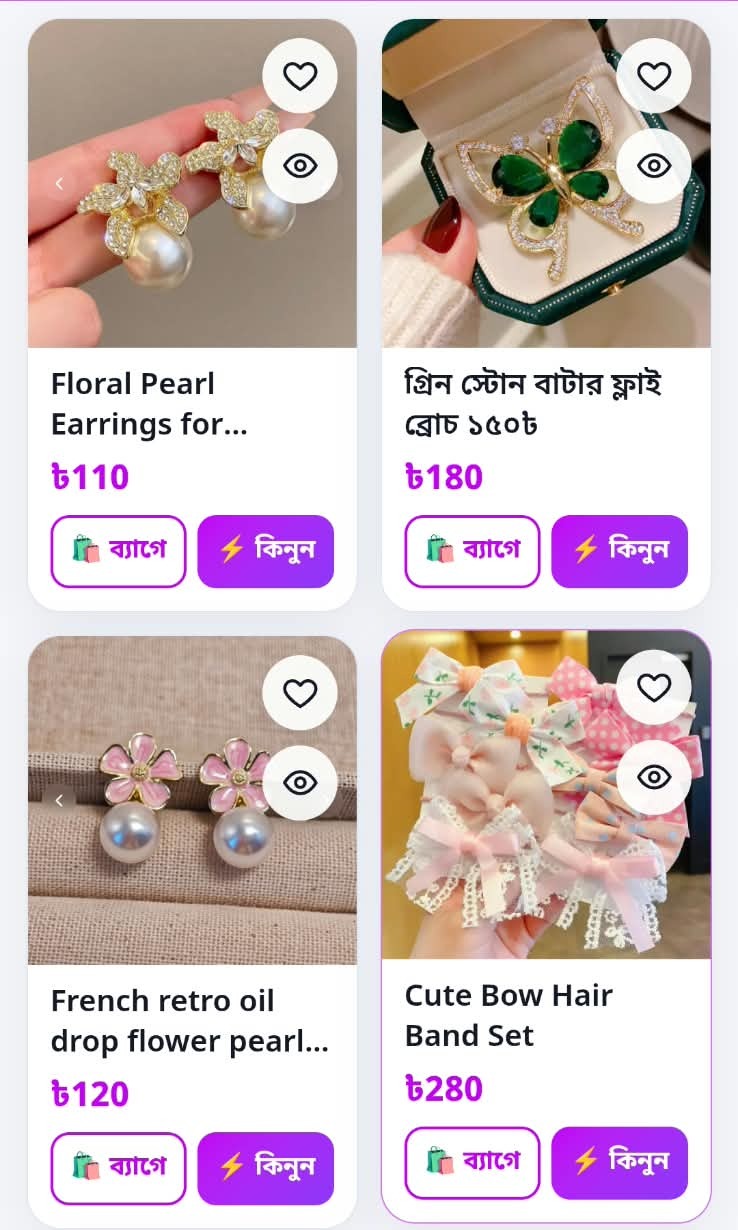 Floral Pearl
Earrings for...
৳110
ব্যাগে
কিনুন
গ্রিন স্টোন বাটার ফ্লাই
ব্রোচ ১৫০৳
৳180
ব্যাগে
কিনুন
French retro oil
drop flower pearl...
৳120
ব্যাগে
কিনুন
Cute Bow Hair
Band Set
৳280
ব্যাগে
কিনুন